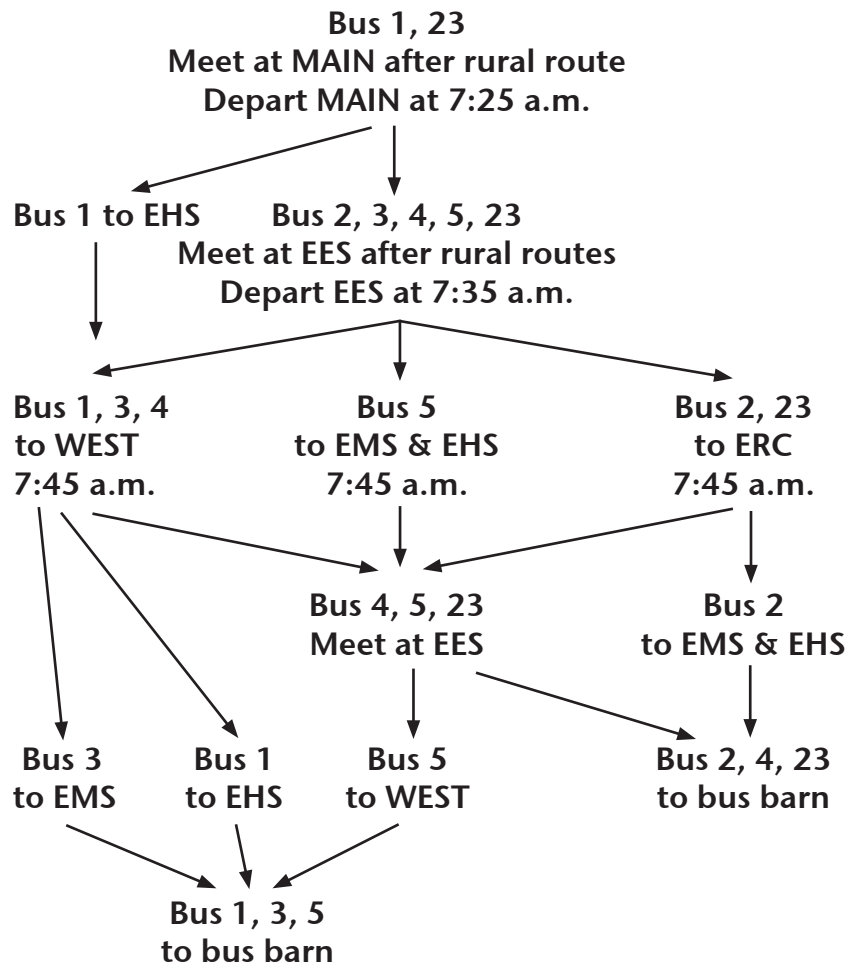 Bus 1, 23
Meet at MAIN after rural route
Depart MAIN at 7:25 a.m.
Bus 1 to EHS
Bus 2, 3, 4, 5, 23
Meet at EES after rural routes
Depart EES at 7:35 a.m.
Bus 1, 3, 4
to WEST
7:45 a.m.
Bus 5
to EMS & EHS
7:45 a.m.
Bus 2, 23
to ERC
7:45 a.m.
Bus 4, 5, 23
Meet at EES
Bus 2
to EMS & EHS
Bus 3
to EMS
Bus 1
to EHS
Bus 5
to WEST
Bus 2, 4, 23
to bus barn
Bus 1, 3, 5
to bus barn